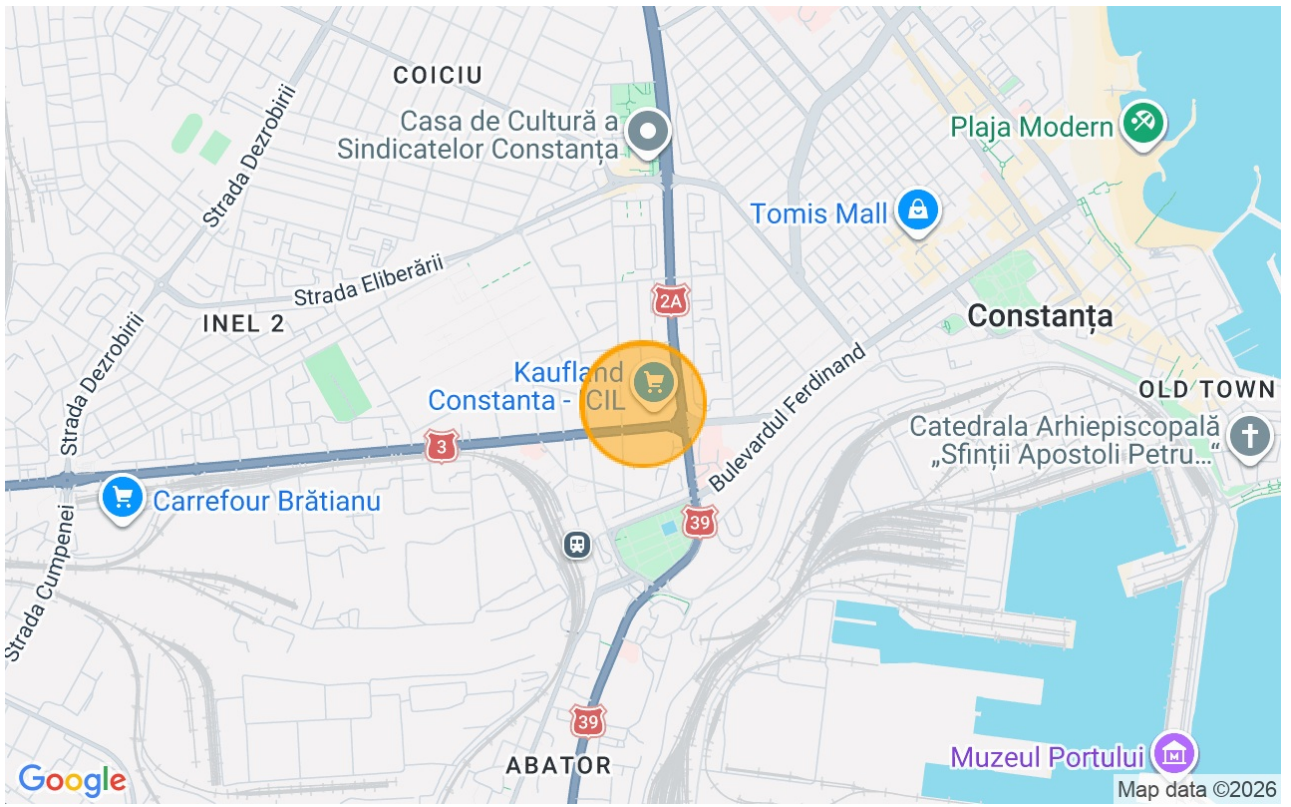 COICIU
Casa de Cultură a
Sindicatelor Constanța
Plaja Modern
Strada Dezrobirii
Tomis Mall
Strada Eliberării
2A
INEL 2
Constanța
Strada Dezrobirii
Kaufland
Constanta - CIL
Bulevardul Ferdinand
OLD TOWN
3
Catedrala Arhiepiscopală
„Sfinții Apostoli Petru...“
Carrefour Brătianu
39
Strada Cumpenei
39
ABATOR
Muzeul Portului
Google
Map data ©2026